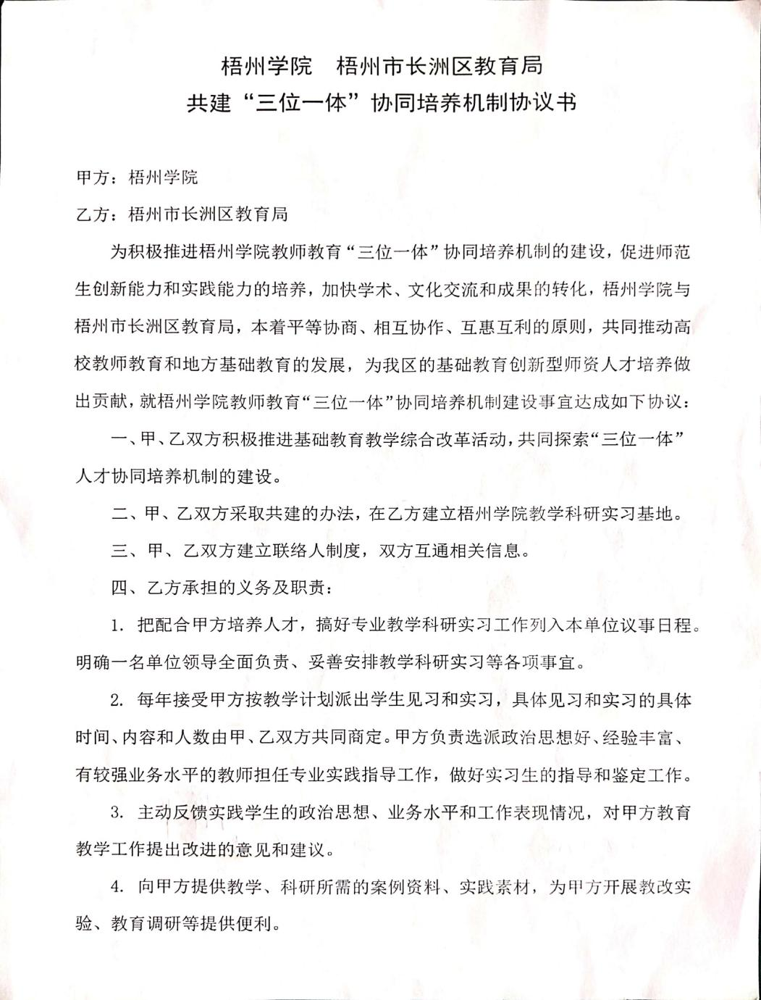 梧州学院 梧州市长洲区教育局
共建“三位一体”协同培养机制协议书
甲方：梧州学院
乙方：梧州市长洲区教育局
为积极推进梧州学院教师教育“三位一体”协同培养机制的建设，促进师范
生创新能力和实践能力的培养，加快学术、文化交流和成果的转化，梧州学院与
梧州市长洲区教育局，本着平等协商、相互协作、互惠互利的原则，共同推动高
校教师教育和地方基础教育的发展，为我区的基础教育创新型师资人才培养做
出贡献，就梧州学院教师教育“三位一体”协同培养机制建设事宜达成如下协议：
一、甲、乙双方积极推进基础教育教学综合改革活动，共同探索“三位一体”
人才协同培养机制的建设。
二、甲、乙双方采取共建的办法，在乙方建立梧州学院教学科研实习基地。
三、甲、乙双方建立联络人制度，双方互通相关信息。
四、乙方承担的义务及职责：
1. 把配合甲方培养人才，搞好专业教学科研实习工作列入本单位议事日程。
明确一名单位领导全面负责、妥善安排教学科研实习等各项事宜。
2. 每年接受甲方按教学计划派出学生见习和实习，具体见习和实习的具体
时间、内容和人数由甲、乙双方共同商定。甲方负责选派政治思想好、经验丰富、
有较强业务水平的教师担任专业实践指导工作，做好实习生的指导和鉴定工作。
3. 主动反馈实践学生的政治思想、业务水平和工作表现情况，对甲方教育
教学工作提出改进的意见和建议。
4. 向甲方提供教学、科研所需的案例资料、实践素材，为甲方开展教改实
验、教育调研等提供便利。